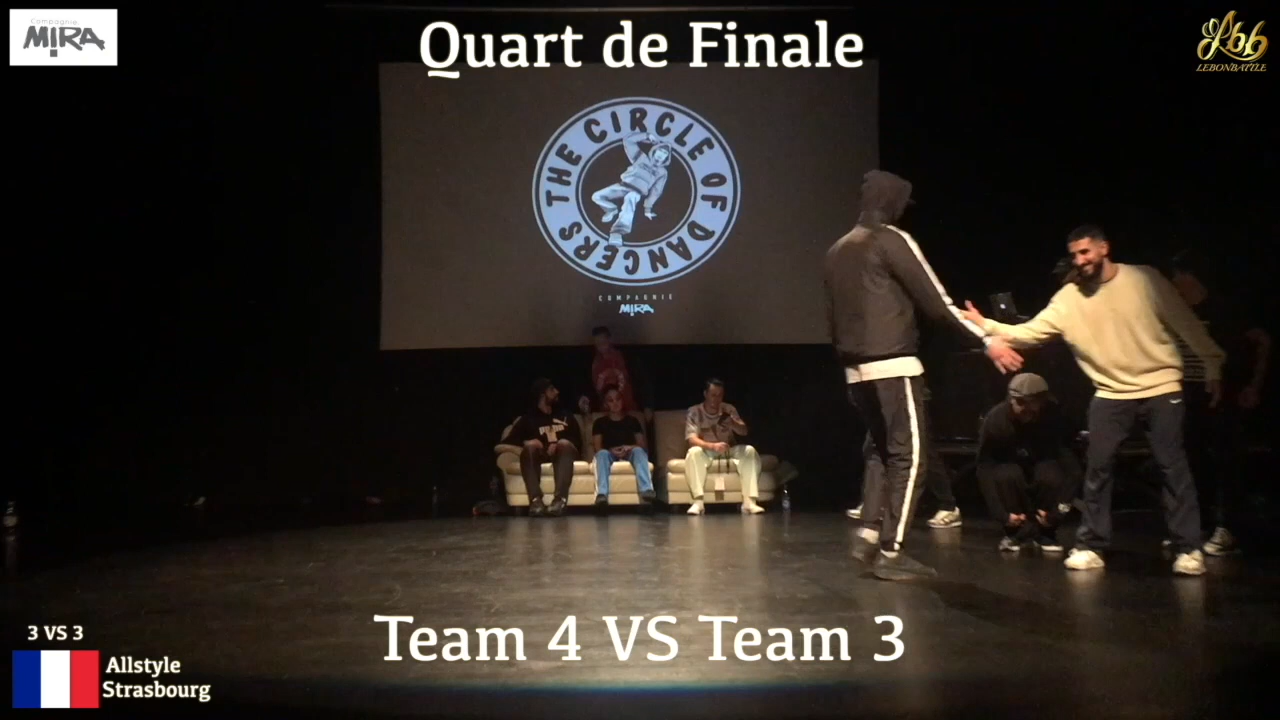 Compagnie
MIRA
Quart de Finale
Lbb
LEBONBATTLE
THE CIRCLE OF DANCERS
COMPAGNIE
MIRA
Team 4 VS Team 3
3 VS 3
Allstyle
Strasbourg